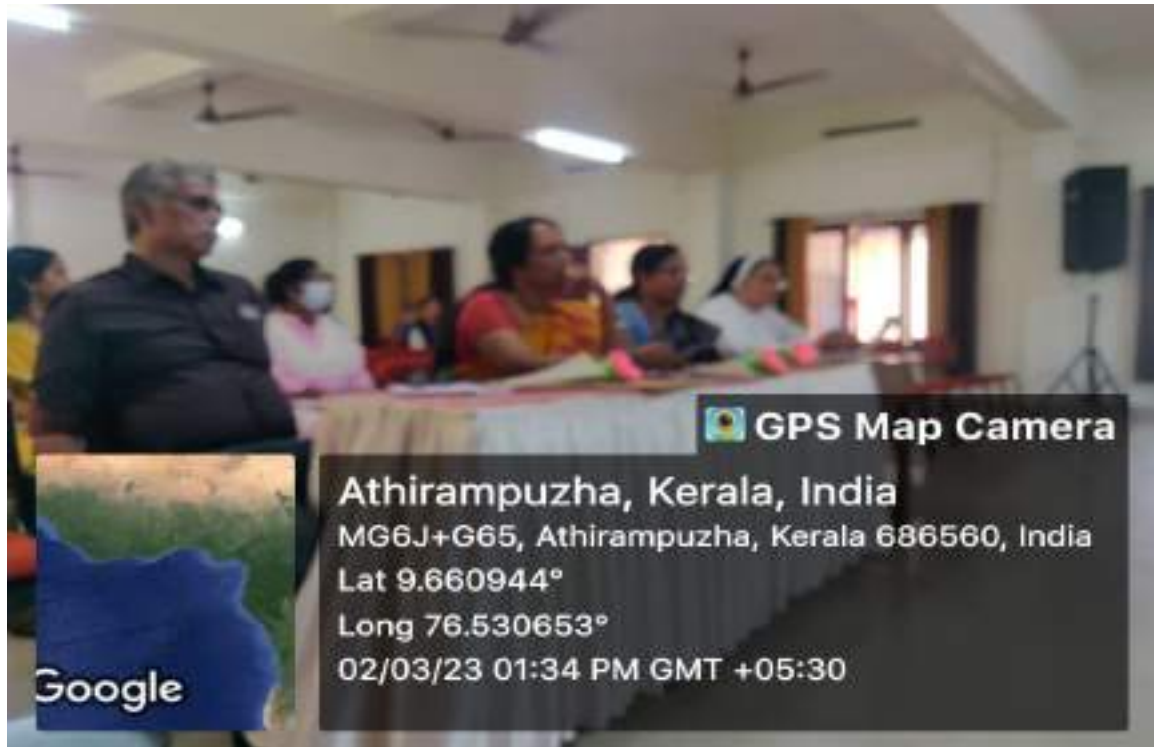 GPS Map Camera
Athirampuzha, Kerala, India
MG6J+G65, Athirampuzha, Kerala 686560, India
Lat 9.660944°
Long 76.530653°
02/03/23 01:34 PM GMT +05:30
Google